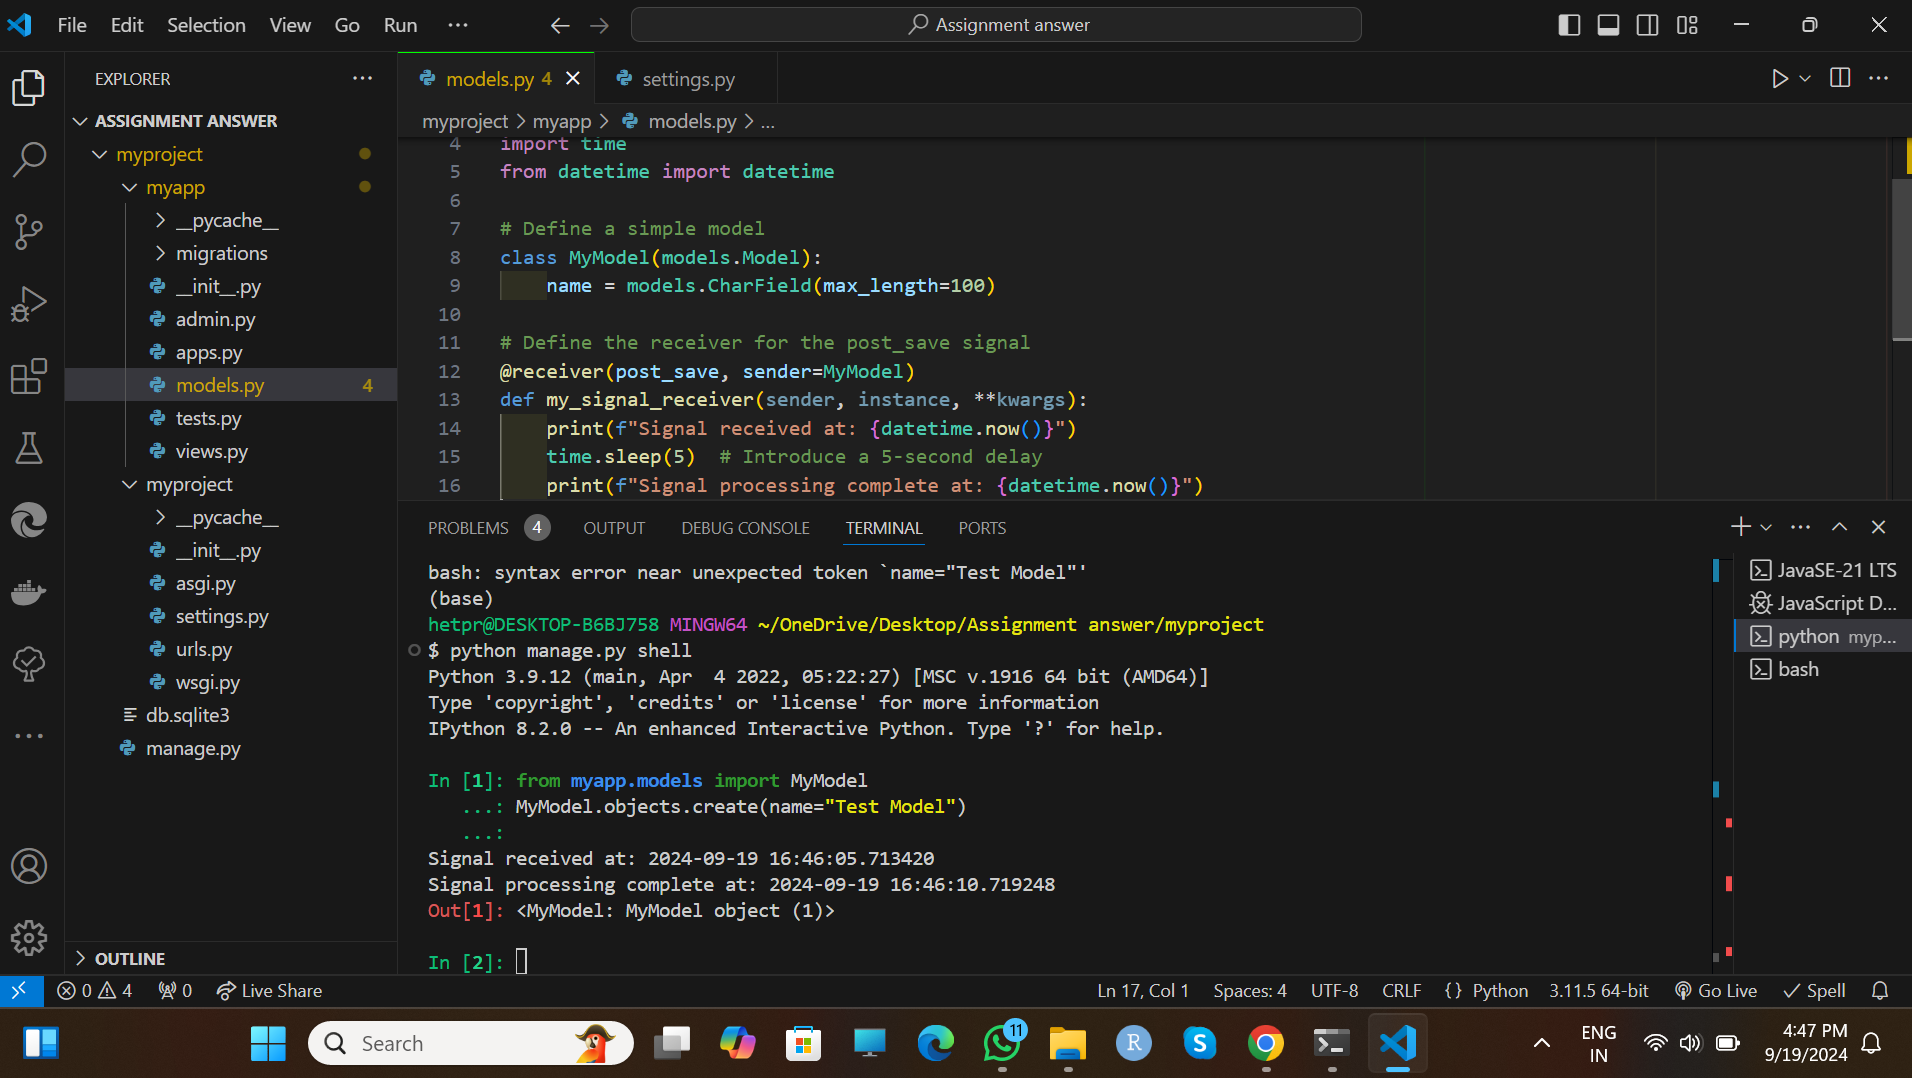 File Edit Selection View Go Run ···
Assignment answer
EXPLORER
models.py 4
settings.py
ASSIGNMENT ANSWER
myproject
myapp
__pycache__
migrations
__init__.py
admin.py
apps.py
models.py 4
tests.py
views.py
myproject
__pycache__
__init__.py
asgi.py
settings.py
urls.py
wsgi.py
db.sqlite3
manage.py
OUTLINE
myproject > myapp > models.py > ...
4 import time
5 from datetime import datetime
6
7 # Define a simple model
8 class MyModel(models.Model):
9 name = models.CharField(max_length=100)
10
11 # Define the receiver for the post_save signal
12 @receiver(post_save, sender=MyModel)
13 def my_signal_receiver(sender, instance, **kwargs):
14 print(f"Signal received at: {datetime.now()}")
15 time.sleep(5)  # Introduce a 5-second delay
16 print(f"Signal processing complete at: {datetime.now()}")
PROBLEMS 4 OUTPUT DEBUG CONSOLE TERMINAL PORTS
bash: syntax error near unexpected token `name="Test Model"'
(base)
hetpr@DESKTOP-B6BJ758 MINGW64 ~/OneDrive/Desktop/Assignment answer/myproject
$ python manage.py shell
Python 3.9.12 (main, Apr  4 2022, 05:22:27) [MSC v.1916 64 bit (AMD64)]
Type 'copyright', 'credits' or 'license' for more information
IPython 8.2.0 -- An enhanced Interactive Python. Type '?' for help.
In [1]: from myapp.models import MyModel
...: MyModel.objects.create(name="Test Model")
...:
Signal received at: 2024-09-19 16:46:05.713420
Signal processing complete at: 2024-09-19 16:46:10.719248
Out[1]: <MyModel: MyModel object (1)>
In [2]:
JavaSE-21 LTS
JavaScript D...
python myp...
bash
0 4 0 Live Share
Ln 17, Col 1 Spaces: 4 UTF-8 CRLF {} Python 3.11.5 64-bit Go Live Spell
Search
11
R
S
ENG
IN
4:47 PM
9/19/2024